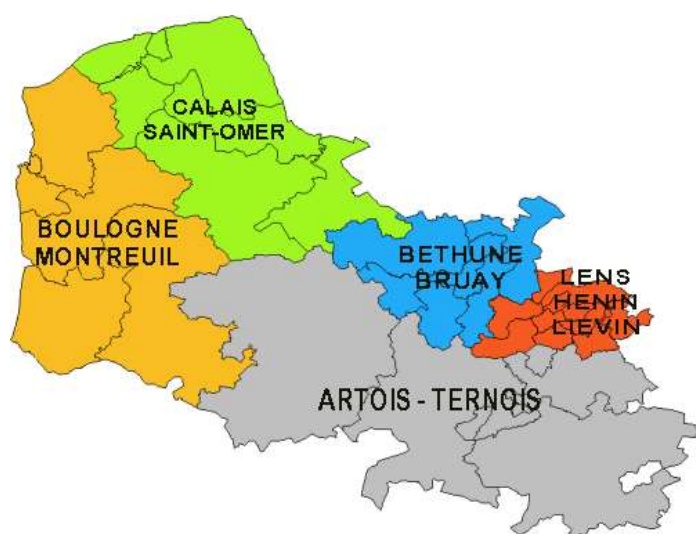 CALAIS
SAINT-OMER
BOULOGNE
MONTREUIL
BETHUNE
BRUAY
LENS
HENIN
LIEVIN
ARTOIS - TERNOIS